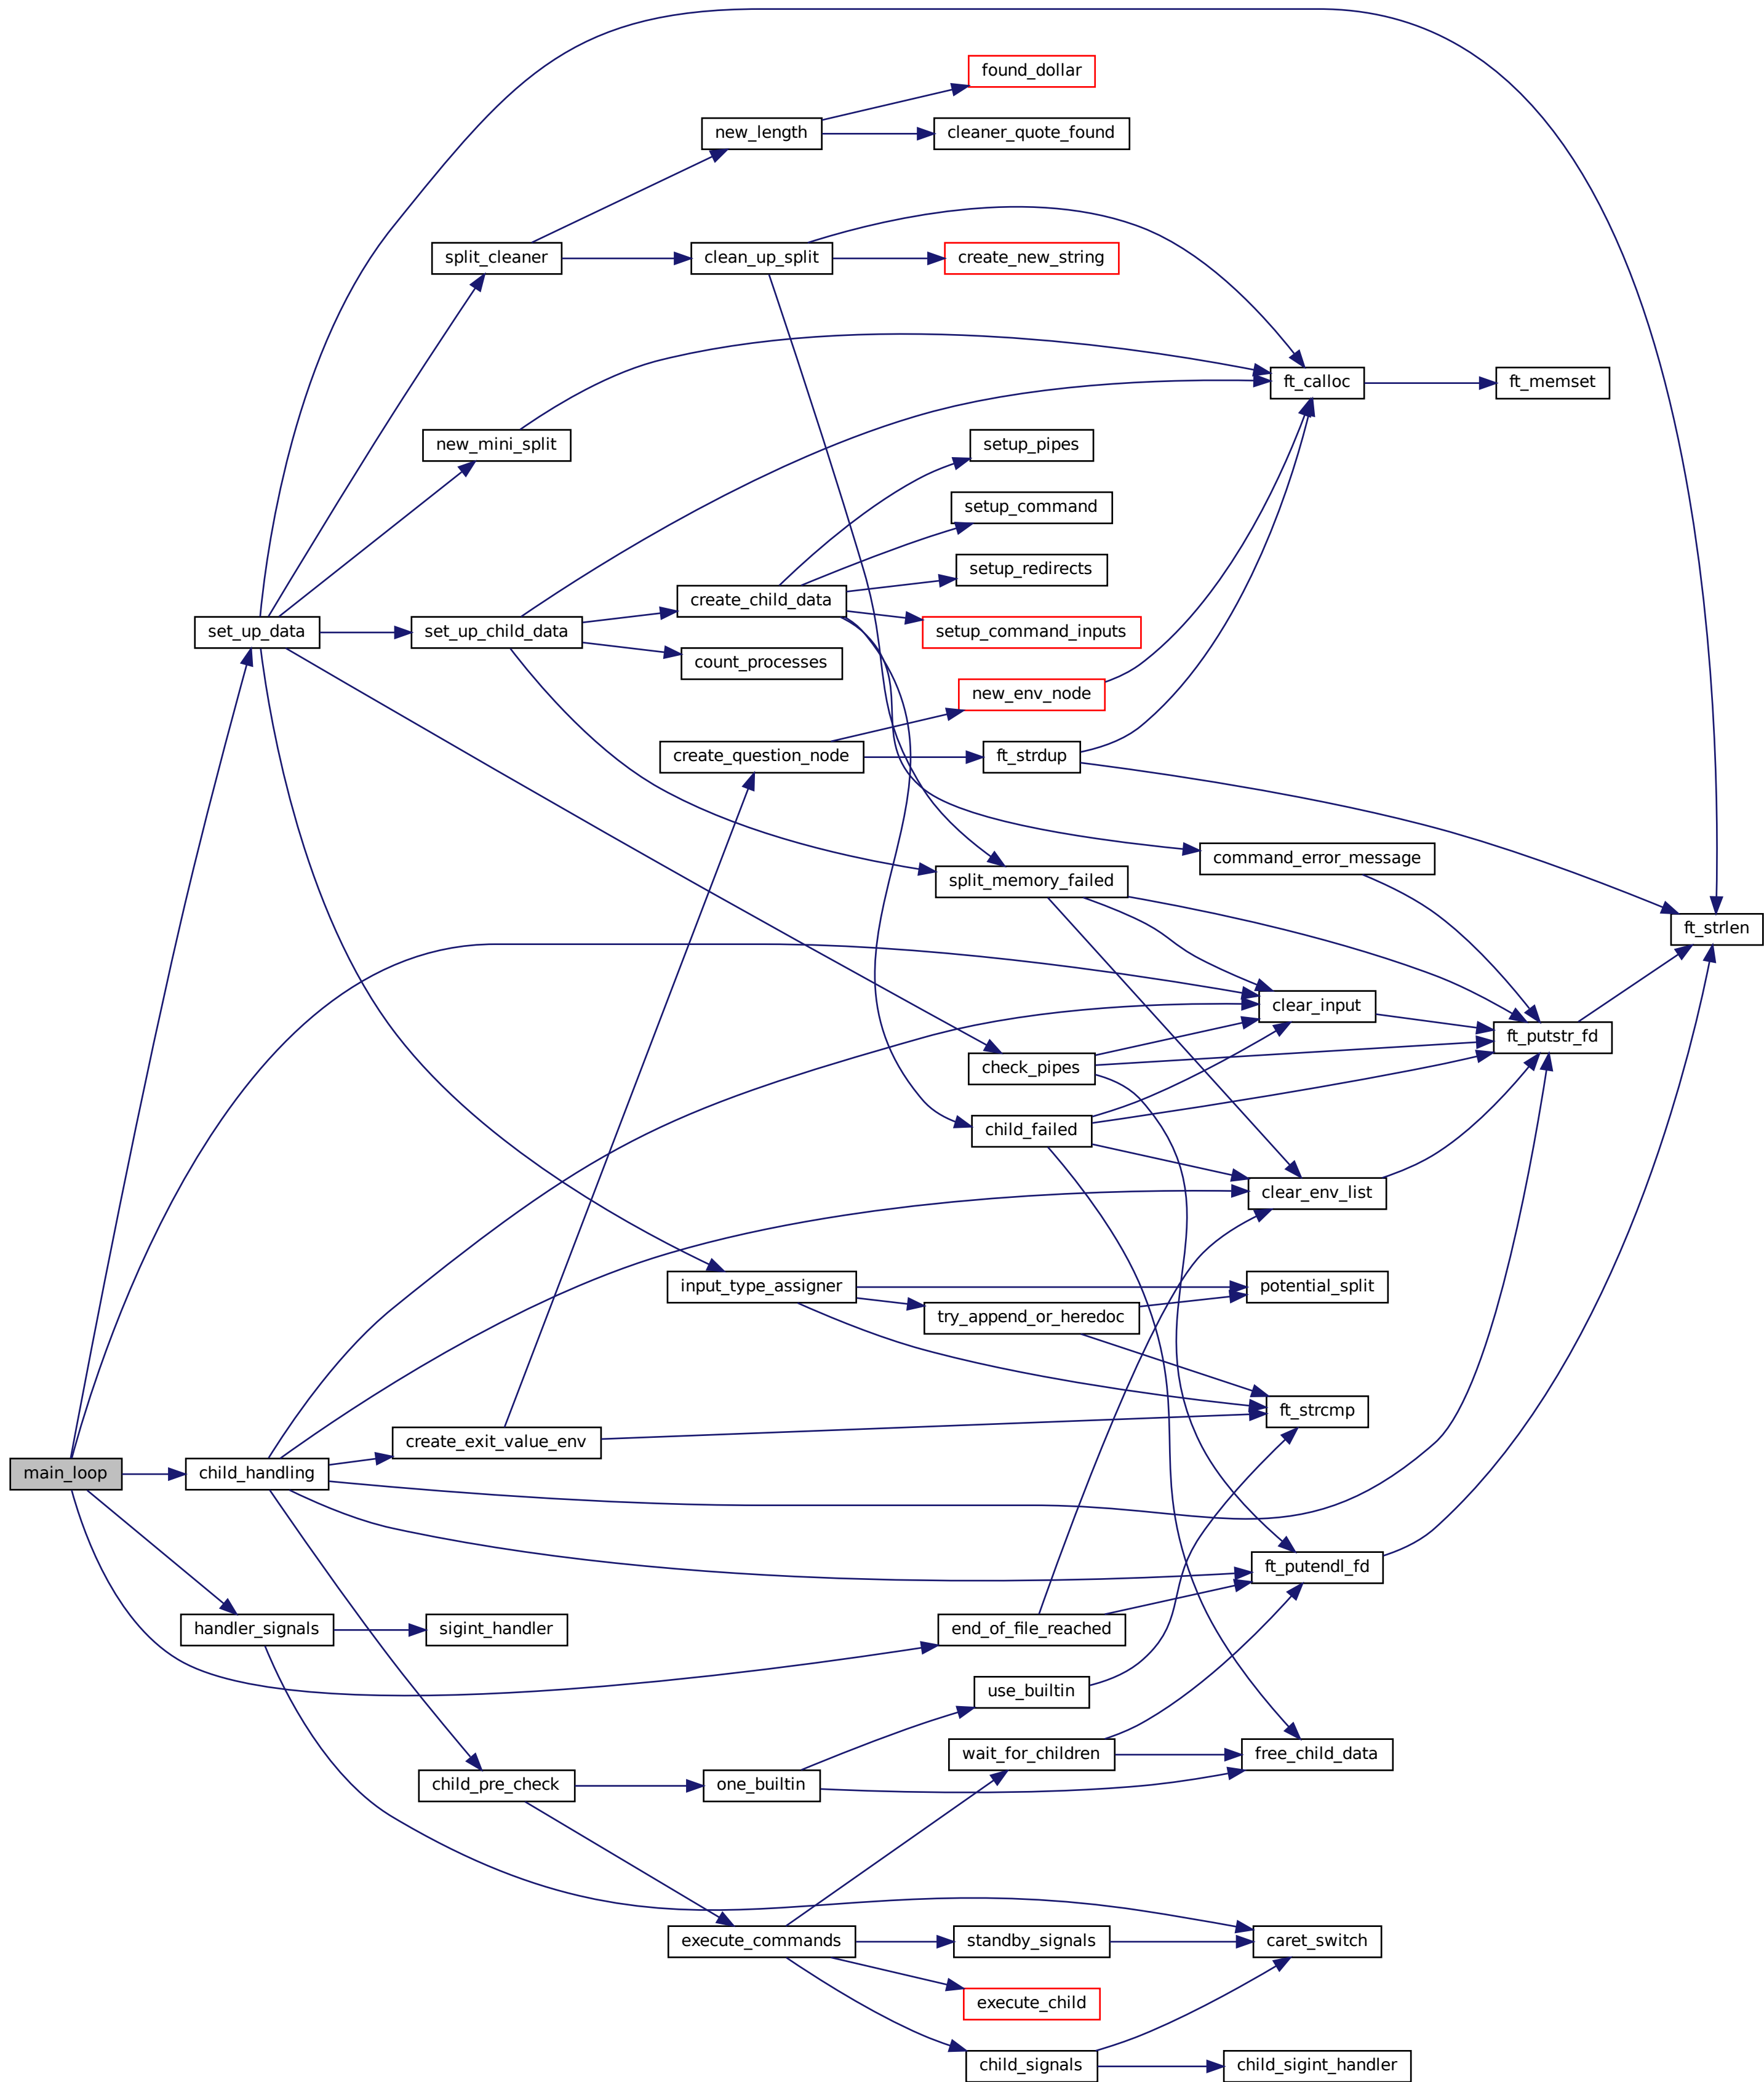 found_dollar
new_length
cleaner_quote_found
split_cleaner
clean_up_split
create_new_string
ft_calloc
ft_memset
new_mini_split
setup_pipes
setup_command
setup_redirects
create_child_data
set_up_data
set_up_child_data
setup_command_inputs
count_processes
new_env_node
create_question_node
ft_strdup
command_error_message
split_memory_failed
ft_strlen
clear_input
ft_putstr_fd
check_pipes
child_failed
clear_env_list
input_type_assigner
potential_split
try_append_or_heredoc
ft_strcmp
create_exit_value_env
main_loop
child_handling
ft_putendl_fd
handler_signals
sigint_handler
end_of_file_reached
use_builtin
wait_for_children
free_child_data
child_pre_check
one_builtin
execute_commands
standby_signals
caret_switch
execute_child
child_signals
child_sigint_handler